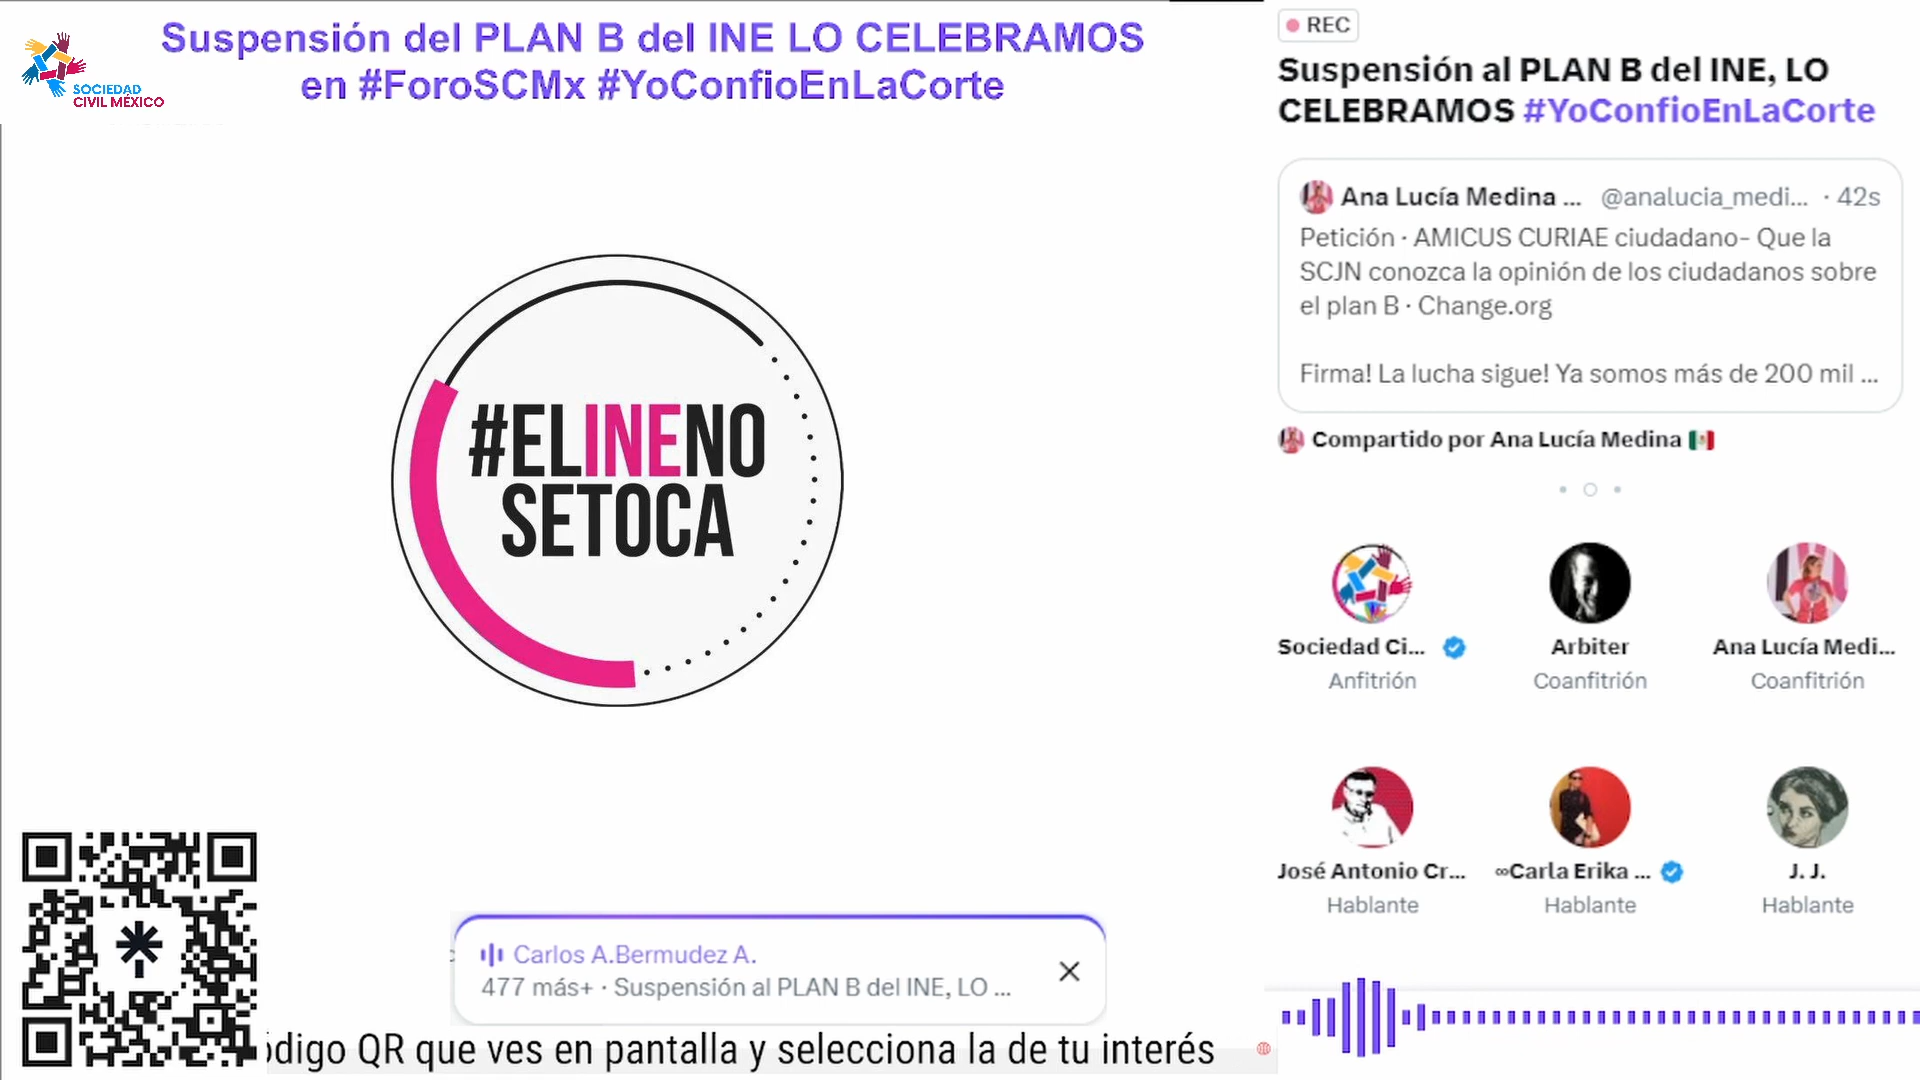 SOCIEDAD
CIVIL MÉXICO
Suspensión del PLAN B del INE LO CELEBRAMOS
en #ForoSCMx #YoConfioEnLaCorte
#ELINENO
SETOCA
Carlos A.Bermudez A.
477 más+ · Suspensión al PLAN B del INE, LO ...
ódigo QR que ves en pantalla y selecciona la de tu interés
REC
Suspensión al PLAN B del INE, LO
CELEBRAMOS #YoConfioEnLaCorte
Ana Lucía Medina ... @analucia_medi... · 42s
Petición · AMICUS CURIAE ciudadano- Que la
SCJN conozca la opinión de los ciudadanos sobre
el plan B · Change.org
Firma! La lucha sigue! Ya somos más de 200 mil ...
Compartido por Ana Lucía Medina
Sociedad Ci...
Anfitrión
Arbiter
Coanfitrión
Ana Lucía Medi...
Coanfitrión
José Antonio Cr...
Hablante
∞Carla Erika ...
Hablante
J. J.
Hablante